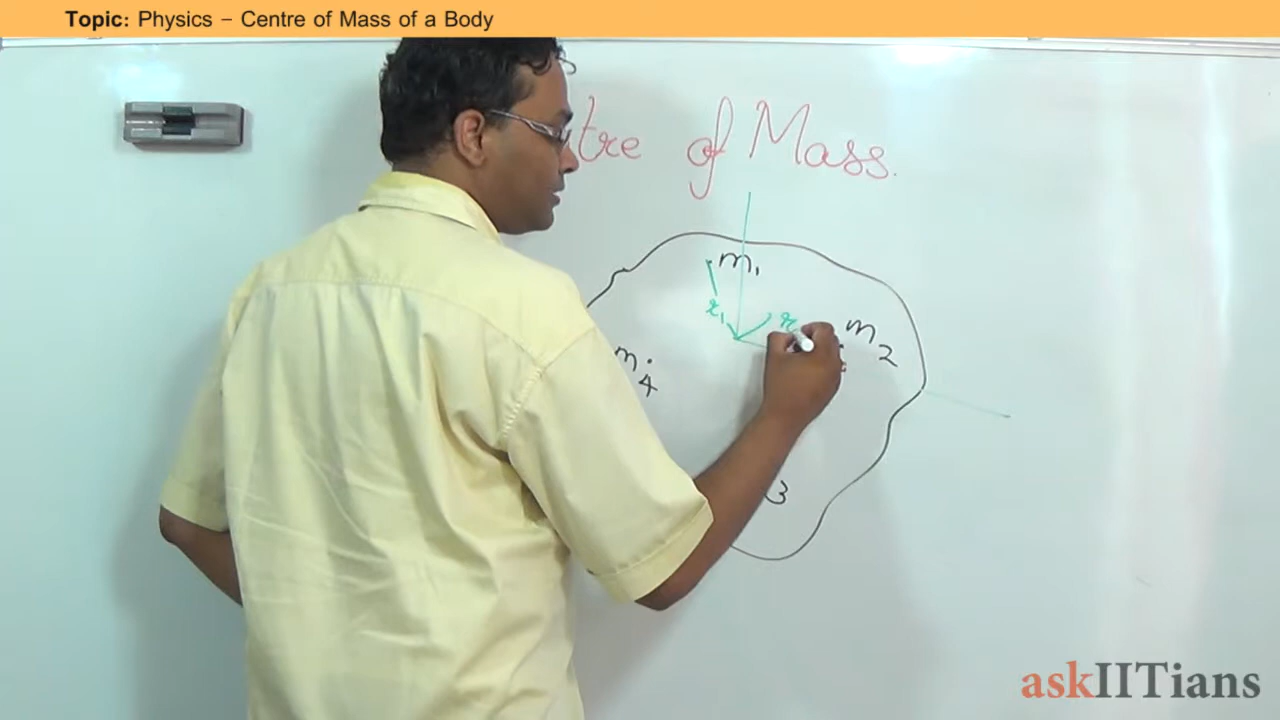 Topic: Physics – Centre of Mass of a Body
tre of Mass.
m1
r1
r
m2
m4
3
askIITians